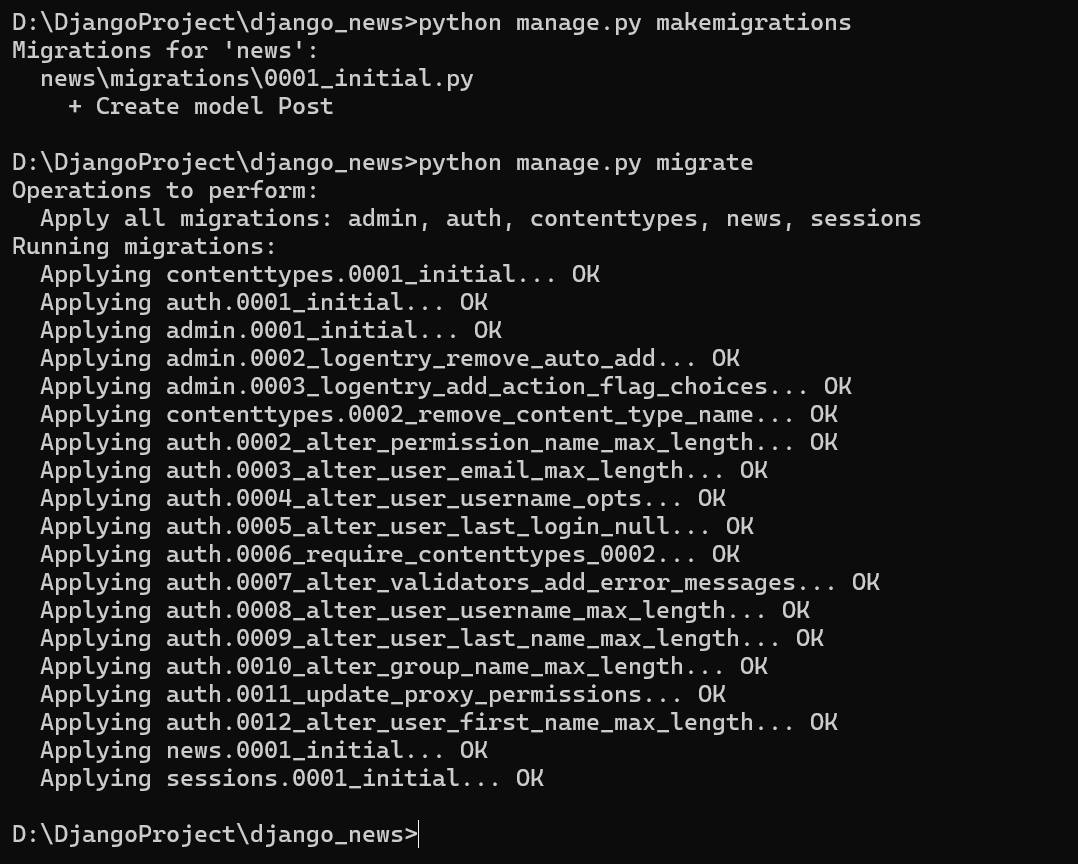 D:\DjangoProject\django_news>python manage.py makemigrations
Migrations for 'news':
  news\migrations\0001_initial.py
    + Create model Post

D:\DjangoProject\django_news>python manage.py migrate
Operations to perform:
  Apply all migrations: admin, auth, contenttypes, news, sessions
Running migrations:
  Applying contenttypes.0001_initial... OK
  Applying auth.0001_initial... OK
  Applying admin.0001_initial... OK
  Applying admin.0002_logentry_remove_auto_add... OK
  Applying admin.0003_logentry_add_action_flag_choices... OK
  Applying contenttypes.0002_remove_content_type_name... OK
  Applying auth.0002_alter_permission_name_max_length... OK
  Applying auth.0003_alter_user_email_max_length... OK
  Applying auth.0004_alter_user_username_opts... OK
  Applying auth.0005_alter_user_last_login_null... OK
  Applying auth.0006_require_contenttypes_0002... OK
  Applying auth.0007_alter_validators_add_error_messages... OK
  Applying auth.0008_alter_user_username_max_length... OK
  Applying auth.0009_alter_user_last_name_max_length... OK
  Applying auth.0010_alter_group_name_max_length... OK
  Applying auth.0011_update_proxy_permissions... OK
  Applying auth.0012_alter_user_first_name_max_length... OK
  Applying news.0001_initial... OK
  Applying sessions.0001_initial... OK

D:\DjangoProject\django_news>